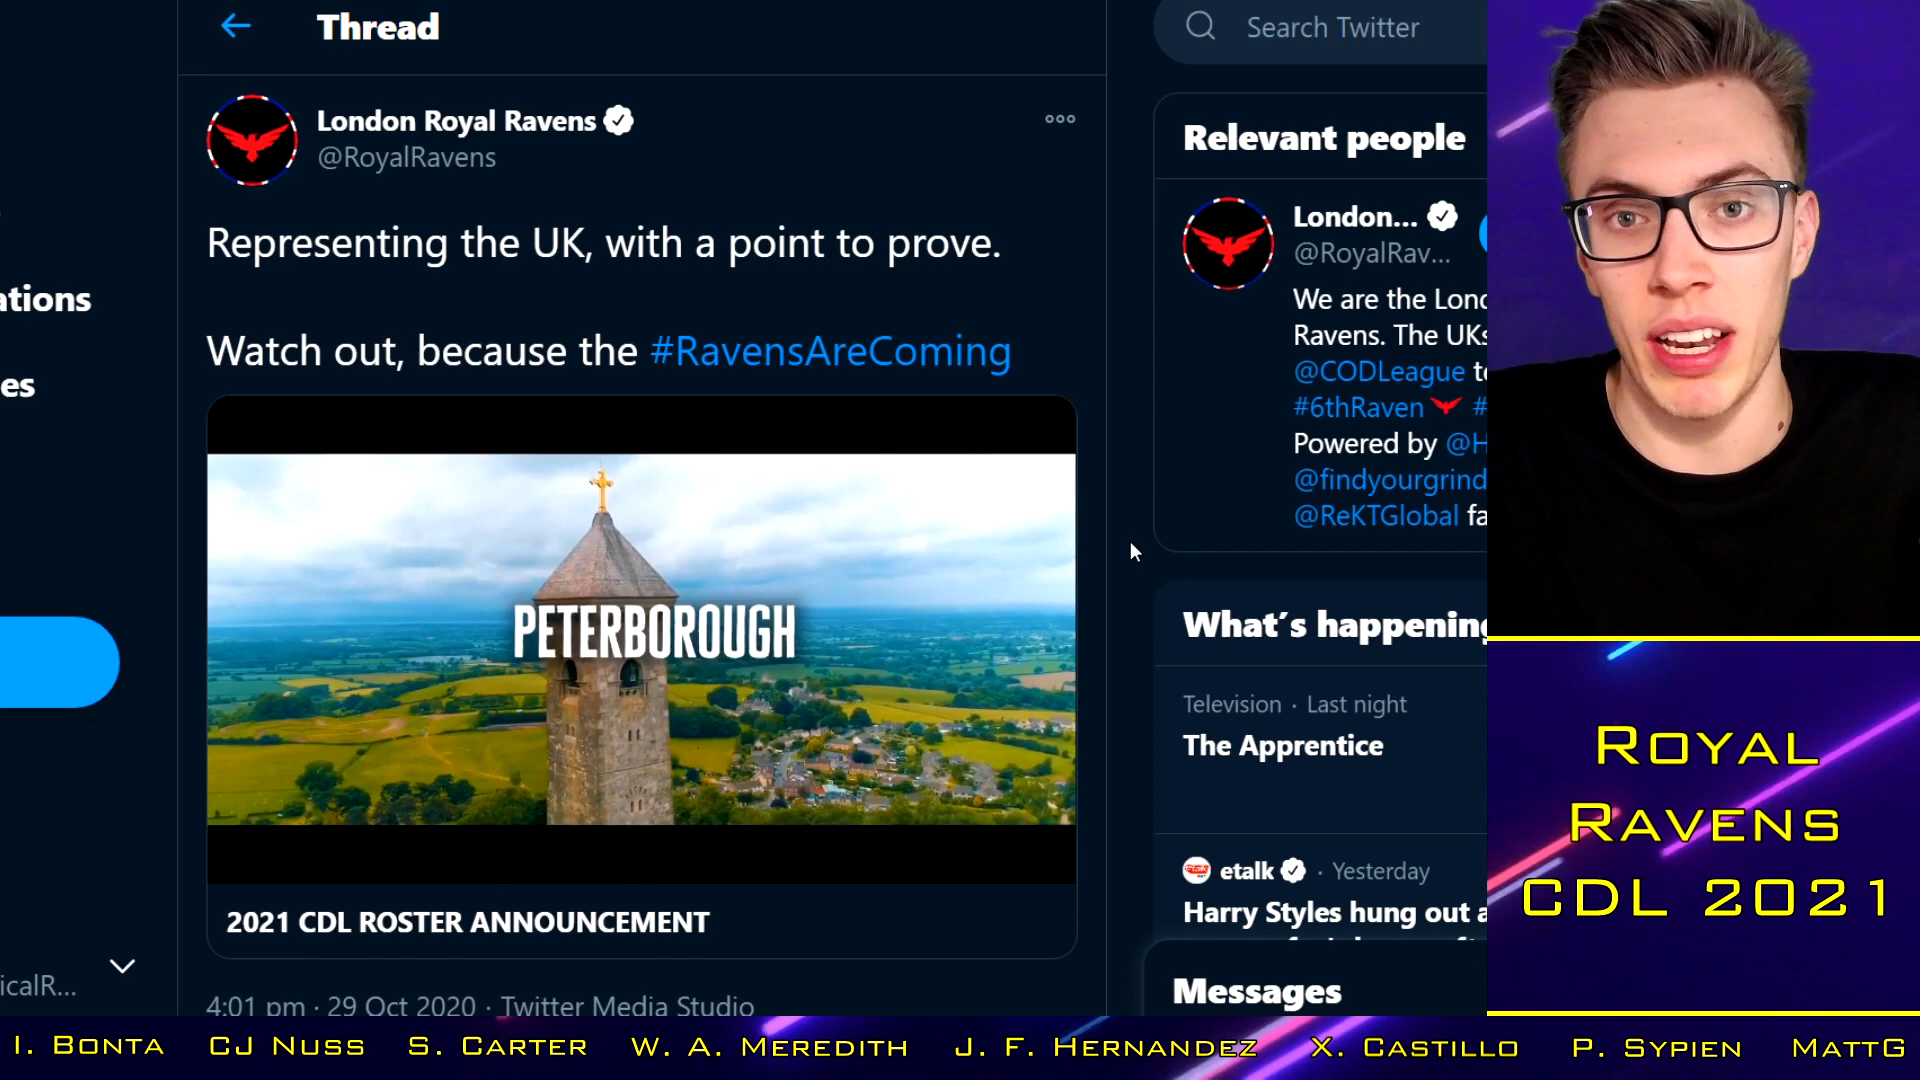 Thread
Search Twitter
London Royal Ravens
@RoyalRavens
Representing the UK, with a point to prove.
Watch out, because the #RavensAreComing
PETERBOROUGH
2021 CDL ROSTER ANNOUNCEMENT
4:01 pm · 29 Oct 2020 · Twitter Media Studio
ations
es
icalR...
Relevant people
London...
@RoyalRav...
We are the Lond
Ravens. The UKs
@CODLeague t
#6thRaven #
Powered by @H
@findyourgrind
@ReKTGlobal fa
What's happening
Television · Last night
The Apprentice
etalk · Yesterday
Harry Styles hung out a
Messages
ROYAL
RAVENS
CDL 2021
I. BONTA CJ NUSS S. CARTER W. A. MEREDITH J. F. HERNANDEZ X. CASTILLO P. SYPIEN MATTG